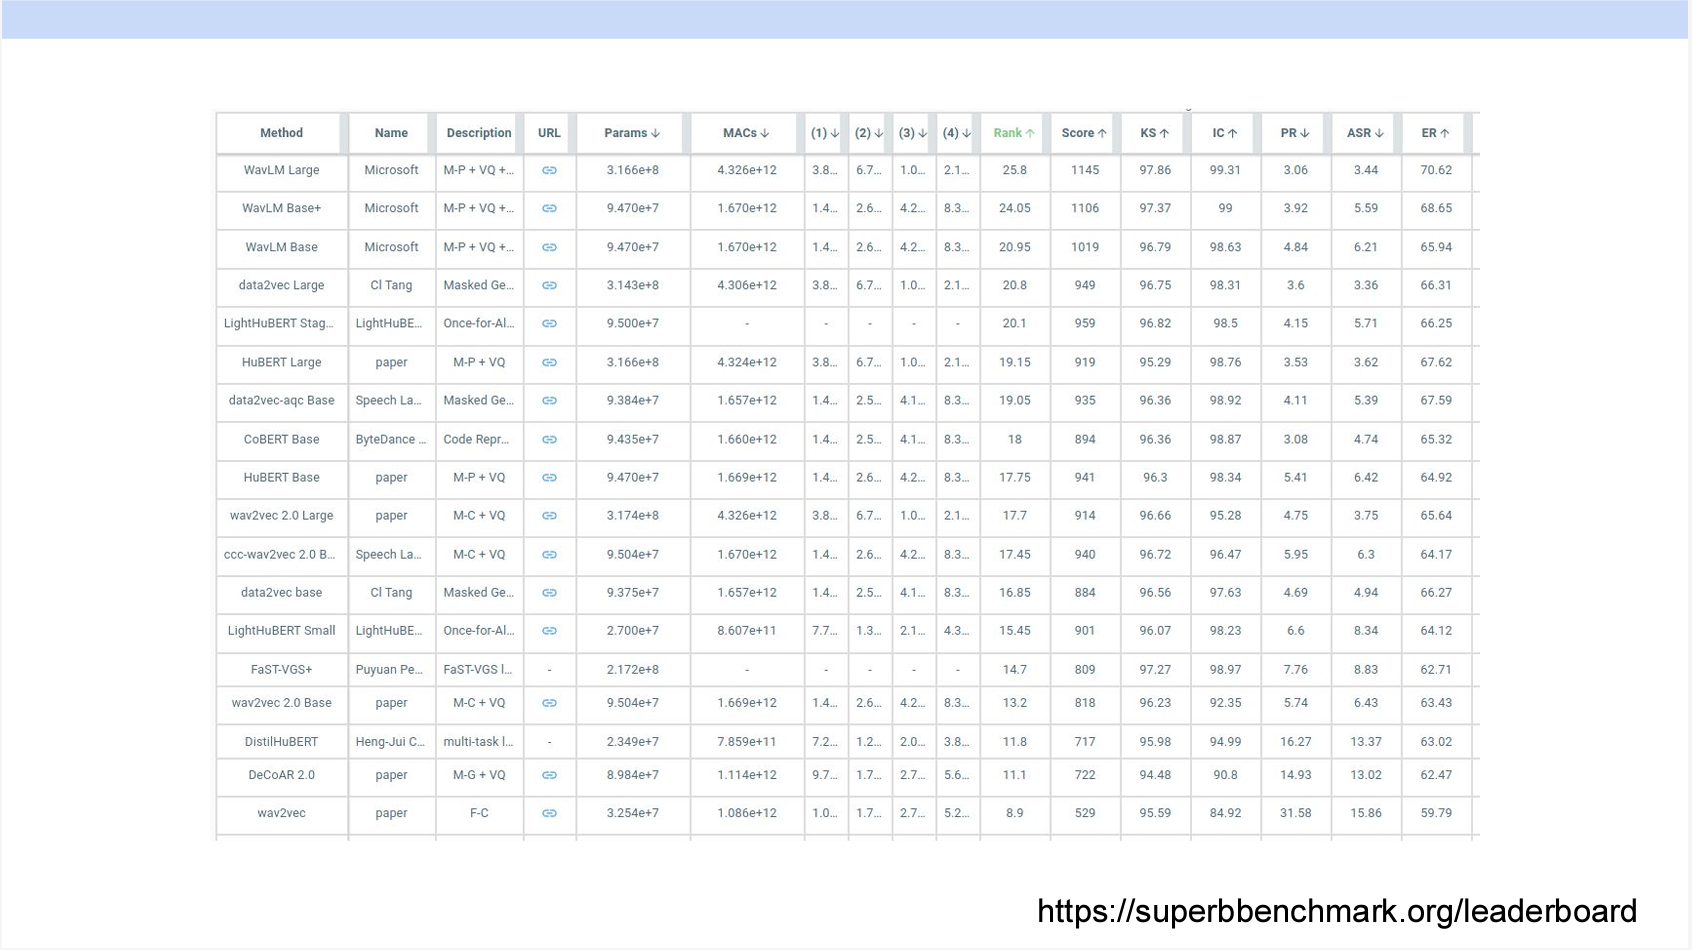 Method Name Description URL Params ↓ MACs ↓ (1) ↓ (2) ↓ (3) ↓ (4) ↓ Rank ↑ Score ↑ KS ↑ IC ↑ PR ↓ ASR ↓ ER ↑
WavLM Large Microsoft M-P + VQ +... 3.166e+8 4.326e+12 3.8... 6.7... 1.0... 2.1... 25.8 1145 97.86 99.31 3.06 3.44 70.62
WavLM Base+ Microsoft M-P + VQ +... 9.470e+7 1.670e+12 1.4... 2.6... 4.2... 8.3... 24.05 1106 97.37 99 3.92 5.59 68.65
WavLM Base Microsoft M-P + VQ +... 9.470e+7 1.670e+12 1.4... 2.6... 4.2... 8.3... 20.95 1019 96.79 98.63 4.84 6.21 65.94
data2vec Large CI Tang Masked Ge... 3.143e+8 4.306e+12 3.8... 6.7... 1.0... 2.1... 20.8 949 96.75 98.31 3.6 3.36 66.31
LightHuBERT Stag... LightHuBE... Once-for-Al... 9.500e+7 - - - - - 20.1 959 96.82 98.5 4.15 5.71 66.25
HuBERT Large paper M-P + VQ 3.166e+8 4.324e+12 3.8... 6.7... 1.0... 2.1... 19.15 919 95.29 98.76 3.53 3.62 67.62
data2vec-aqc Base Speech La... Masked Ge... 9.384e+7 1.657e+12 1.4... 2.5... 4.1... 8.3... 19.05 935 96.36 98.92 4.11 5.39 67.59
CoBERT Base ByteDance ... Code Repr... 9.435e+7 1.660e+12 1.4... 2.5... 4.1... 8.3... 18 894 96.36 98.87 3.08 4.74 65.32
HuBERT Base paper M-P + VQ 9.470e+7 1.669e+12 1.4... 2.6... 4.2... 8.3... 17.75 941 96.3 98.34 5.41 6.42 64.92
wav2vec 2.0 Large paper M-C + VQ 3.174e+8 4.326e+12 3.8... 6.7... 1.0... 2.1... 17.7 914 96.66 95.28 4.75 3.75 65.64
ccc-wav2vec 2.0 B... Speech La... M-C + VQ 9.504e+7 1.670e+12 1.4... 2.6... 4.2... 8.3... 17.45 940 96.72 96.47 5.95 6.3 64.17
data2vec base CI Tang Masked Ge... 9.375e+7 1.657e+12 1.4... 2.5... 4.1... 8.3... 16.85 884 96.56 97.63 4.69 4.94 66.27
LightHuBERT Small LightHuBE... Once-for-Al... 2.700e+7 8.607e+11 7.7... 1.3... 2.1... 4.3... 15.45 901 96.07 98.23 6.6 8.34 64.12
FaST-VGS+ Puyuan Pe... FaST-VGS l... - 2.172e+8 - - - - - 14.7 809 97.27 98.97 7.76 8.83 62.71
wav2vec 2.0 Base paper M-C + VQ 9.504e+7 1.669e+12 1.4... 2.6... 4.2... 8.3... 13.2 818 96.23 92.35 5.74 6.43 63.43
DistilHuBERT Heng-Jui C... multi-task l... - 2.349e+7 7.859e+11 7.2... 1.2... 2.0... 3.8... 11.8 717 95.98 94.99 16.27 13.37 63.02
DeCoAR 2.0 paper M-G + VQ 8.984e+7 1.114e+12 9.7... 1.7... 2.7... 5.6... 11.1 722 94.48 90.8 14.93 13.02 62.47
wav2vec paper F-C 3.254e+7 1.086e+12 1.0... 1.7... 2.7... 5.2... 8.9 529 95.59 84.92 31.58 15.86 59.79
https://superbbenchmark.org/leaderboard